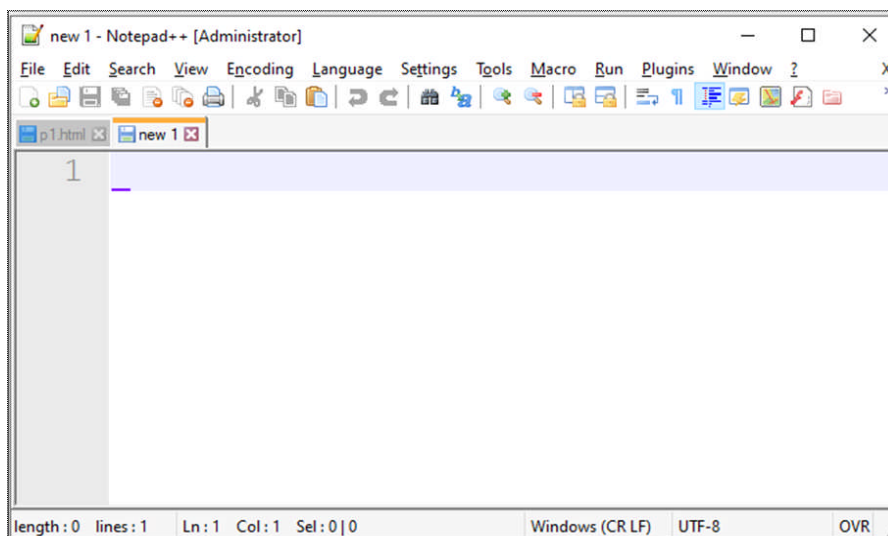 new 1 - Notepad++ [Administrator]
File Edit Search View Encoding Language Settings Tools Macro Run Plugins Window ? X
p1.html new 1
1
length : 0 lines : 1 Ln : 1 Col : 1 Sel : 0 | 0 Windows (CR LF) UTF-8 OVR